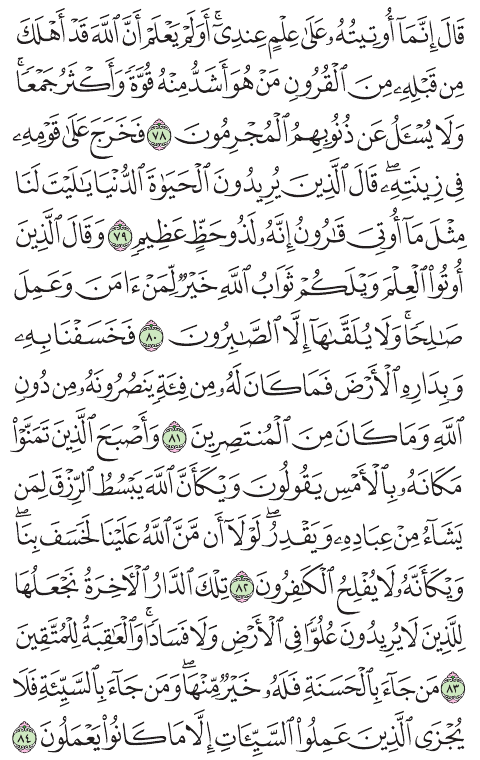 قَالَ إِنَّمَآ أُوتِيتُهُۥ عَلَىٰ عِلْمٍ عِندِىٓ ۚ أَوَلَمْ يَعْلَمْ أَنَّ ٱللَّهَ قَدْ أَهْلَكَ
مِن قَبْلِهِۦ مِنَ ٱلْقُرُونِ مَنْ هُوَ أَشَدُّ مِنْهُ قُوَّةً وَأَكْثَرُ جَمْعًا ۚ
وَلَا يُسْـَٔلُ عَن ذُنُوبِهِمُ ٱلْمُجْرِمُونَ ٧٨ فَخَرَجَ عَلَىٰ قَوْمِهِۦ
فِى زِينَتِهِۦ ۖ قَالَ ٱلَّذِينَ يُرِيدُونَ ٱلْحَيَوٰةَ ٱلدُّنْيَا يَـٰلَيْتَ لَنَا
مِثْلَ مَآ أُوتِىَ قَـٰرُونُ إِنَّهُۥ لَذُو حَظٍّ عَظِيمٍ ٧٩ وَقَالَ ٱلَّذِينَ
أُوتُوا۟ ٱلْعِلْمَ وَيْلَكُمْ ثَوَابُ ٱللَّهِ خَيْرٌ لِّمَنْ ءَامَنَ وَعَمِلَ
صَـٰلِحًا ۚ وَلَا يُلَقَّىٰهَآ إِلَّا ٱلصَّـٰبِرُونَ ٨٠ فَخَسَفْنَا بِهِۦ
وَبِدَارِهِ ٱلْأَرْضَ فَمَا كَانَ لَهُۥ مِن فِئَةٍ يَنصُرُونَهُۥ مِن دُونِ
ٱللَّهِ وَمَا كَانَ مِنَ ٱلْمُنتَصِرِينَ ٨١ وَأَصْبَحَ ٱلَّذِينَ تَمَنَّوْا۟
مَكَانَهُۥ بِٱلْأَمْسِ يَقُولُونَ وَيْكَأَنَّ ٱللَّهَ يَبْسُطُ ٱلرِّزْقَ لِمَن
يَشَآءُ مِنْ عِبَادِهِۦ وَيَقْدِرُ ۖ لَوْلَآ أَن مَّنَّ ٱللَّهُ عَلَيْنَا لَخَسَفَ بِنَا ۖ
وَيْكَأَنَّهُۥ لَا يُفْلِحُ ٱلْكَـٰفِرُونَ ٨٢ تِلْكَ ٱلدَّارُ ٱلْـَٔاخِرَةُ نَجْعَلُهَا
لِلَّذِينَ لَا يُرِيدُونَ عُلُوًّا فِى ٱلْأَرْضِ وَلَا فَسَادًا ۚ وَٱلْعَـٰقِبَةُ لِلْمُتَّقِينَ
٨٣ مَن جَآءَ بِٱلْحَسَنَةِ فَلَهُۥ خَيْرٌ مِّنْهَا ۖ وَمَن جَآءَ بِٱلسَّيِّئَةِ فَلَا
يُجْزَى ٱلَّذِينَ عَمِلُوا۟ ٱلسَّيِّـَٔاتِ إِلَّا مَا كَانُوا۟ يَعْمَلُونَ ٨٤